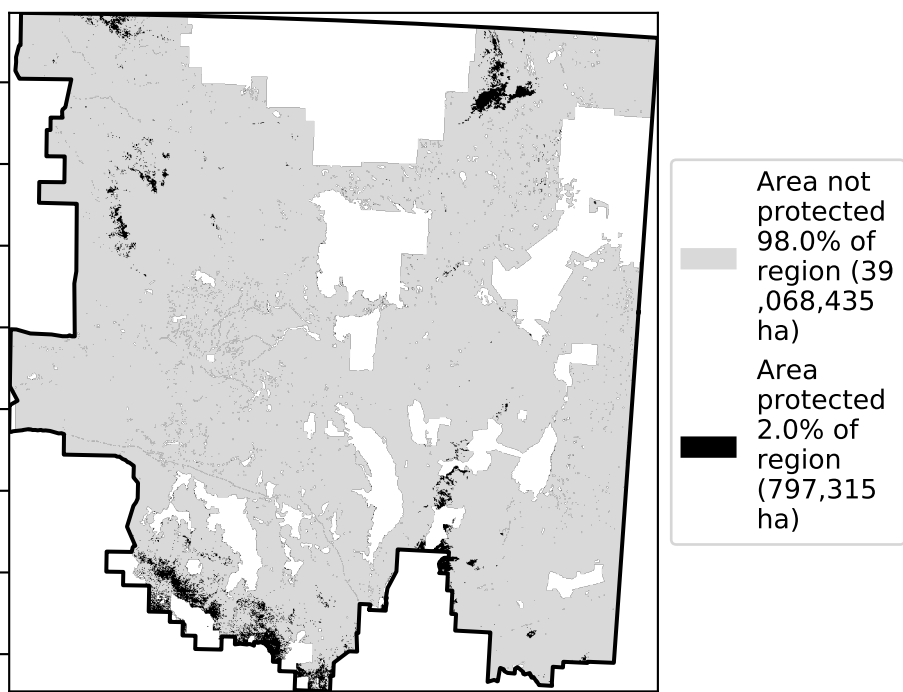 Area not
protected
98.0% of
region (39
,068,435
ha)
Area
protected
2.0% of
region
(797,315
ha)